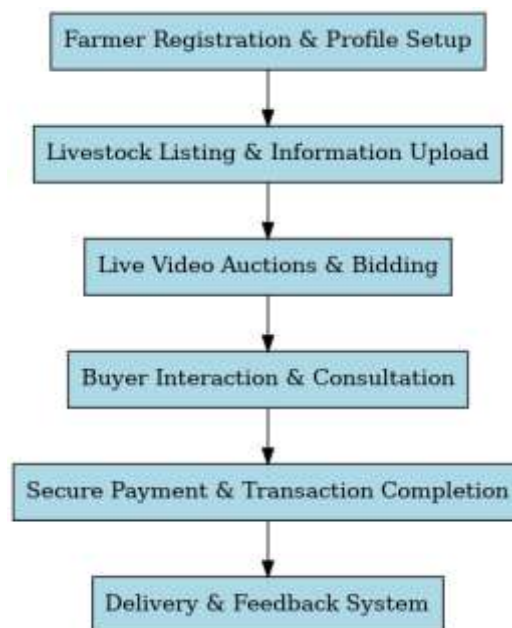 Farmer Registration & Profile Setup
Livestock Listing & Information Upload
Live Video Auctions & Bidding
Buyer Interaction & Consultation
Secure Payment & Transaction Completion
Delivery & Feedback System